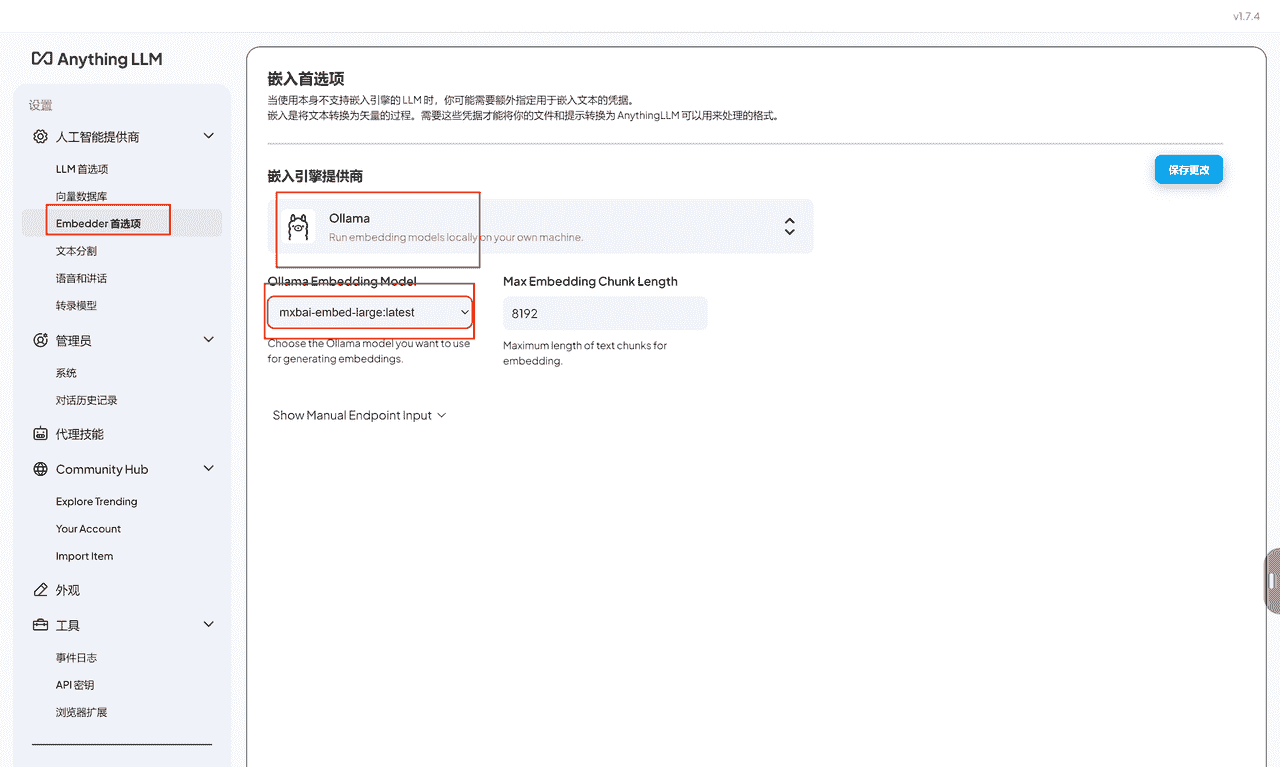 v1.7.4
Anything LLM
设置
人工智能提供商
LLM 首选项
向量数据库
Embedder 首选项
文本分割
语音和讲话
转录模型
管理员
系统
对话历史记录
代理技能
Community Hub
Explore Trending
Your Account
Import Item
外观
工具
事件日志
API 密钥
浏览器扩展
嵌入首选项
当使用本身不支持嵌入引擎的 LLM 时，你可能需要额外指定用于嵌入文本的凭据。
嵌入是将文本转换为矢量的过程。需要这些凭据才能将你的文件和提示转换为 AnythingLLM 可以用来处理的格式。
保存更改
嵌入引擎提供商
Ollama
Run embedding models locally on your own machine.
Ollama Embedding Model
mxbai-embed-large:latest
Choose the Ollama model you want to use
for generating embeddings.
Max Embedding Chunk Length
8192
Maximum length of text chunks for
embedding.
Show Manual Endpoint Input